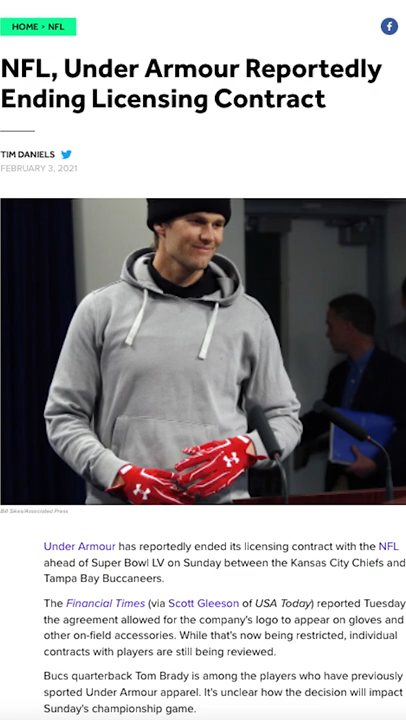 HOME • NFL
NFL, Under Armour Reportedly
Ending Licensing Contract
TIM DANIELS
FEBRUARY 3, 2021
Bill Sikes/Associated Press
Under Armour has reportedly ended its licensing contract with the NFL
ahead of Super Bowl LV on Sunday between the Kansas City Chiefs and
Tampa Bay Buccaneers.
The Financial Times (via Scott Gleeson of USA Today) reported Tuesday
the agreement allowed for the company's logo to appear on gloves and
other on-field accessories. While that's now being restricted, individual
contracts with players are still being reviewed.
Bucs quarterback Tom Brady is among the players who have previously
sported Under Armour apparel. It's unclear how the decision will impact
Sunday's championship game.